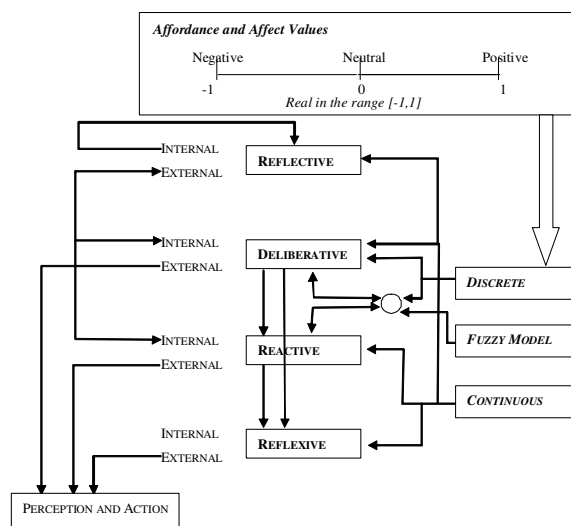 Affordance and Affect Values
Negative Neutral Positive
-1 0 1
Real in the range [-1,1]
INTERNAL
REFLECTIVE
EXTERNAL
INTERNAL
DELIBERATIVE
EXTERNAL
DISCRETE
FUZZY MODEL
INTERNAL
REACTIVE
EXTERNAL
CONTINUOUS
INTERNAL
REFLEXIVE
EXTERNAL
PERCEPTION AND ACTION